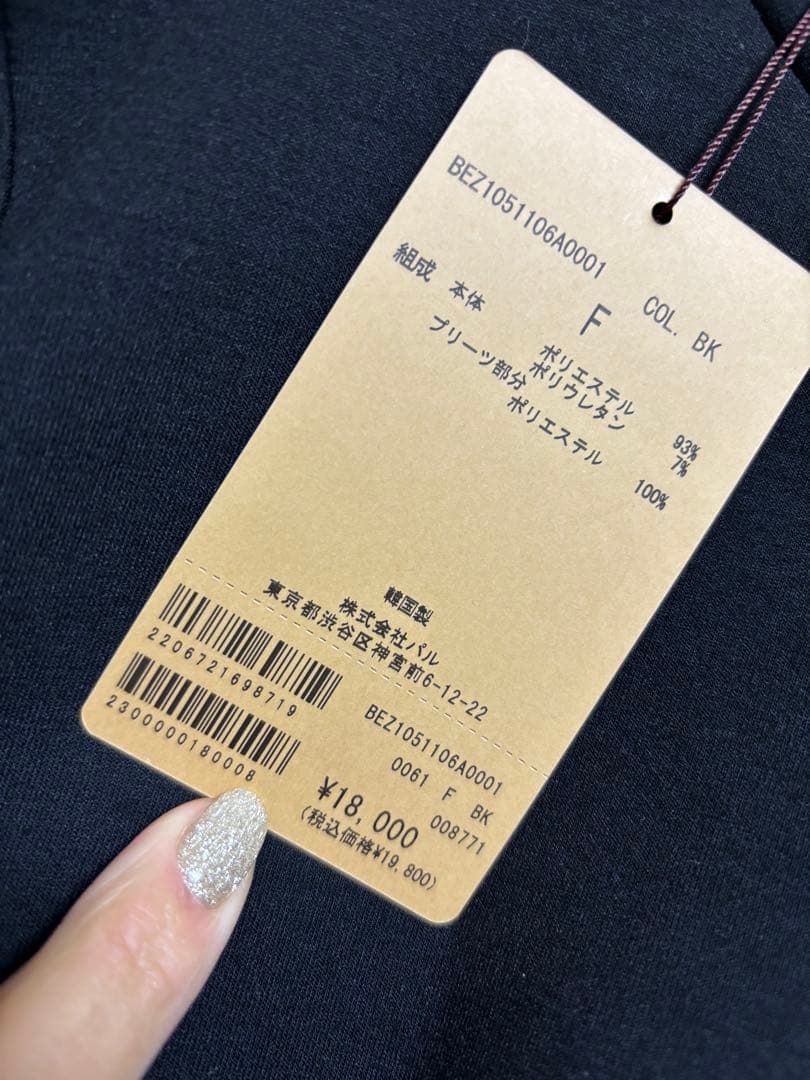 BEZ1051106A0001
COL. BK
F
組成 本体
ポリエステル 93%
ポリウレタン 7%
プリーツ部分
ポリエステル 100%
韓国製
株式会社パル
東京都渋谷区神宮前6-12-22
2206721698719
2300000180008
BEZ1051106A0001
0061 F BK
008771
¥18,000
(税込価格¥19,800)